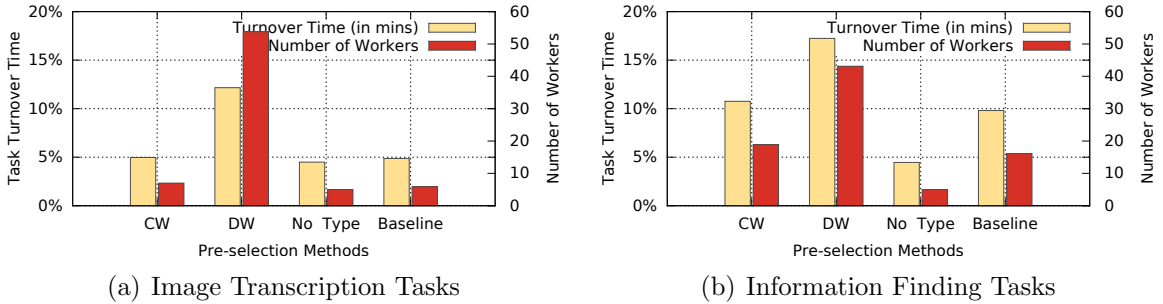 20%
15%
10%
5%
0%
Task Turnover Time
Turnover Time (in mins)
Number of Workers
60
50
40
30
20
10
0
Number of Workers
CW DW No Type Baseline
Pre-selection Methods
(a) Image Transcription Tasks
20%
15%
10%
5%
0%
Task Turnover Time
Turnover Time (in mins)
Number of Workers
60
50
40
30
20
10
0
Number of Workers
CW DW No Type Baseline
Pre-selection Methods
(b) Information Finding Tasks